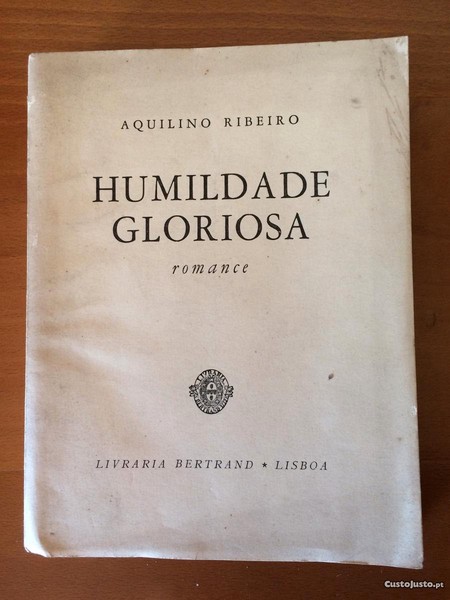 AQUILINO RIBEIRO
HUMILDADE
GLORIOSA
romance
LIVRARIA BERTRAND ★ LISBOA
CustoJusto.pt